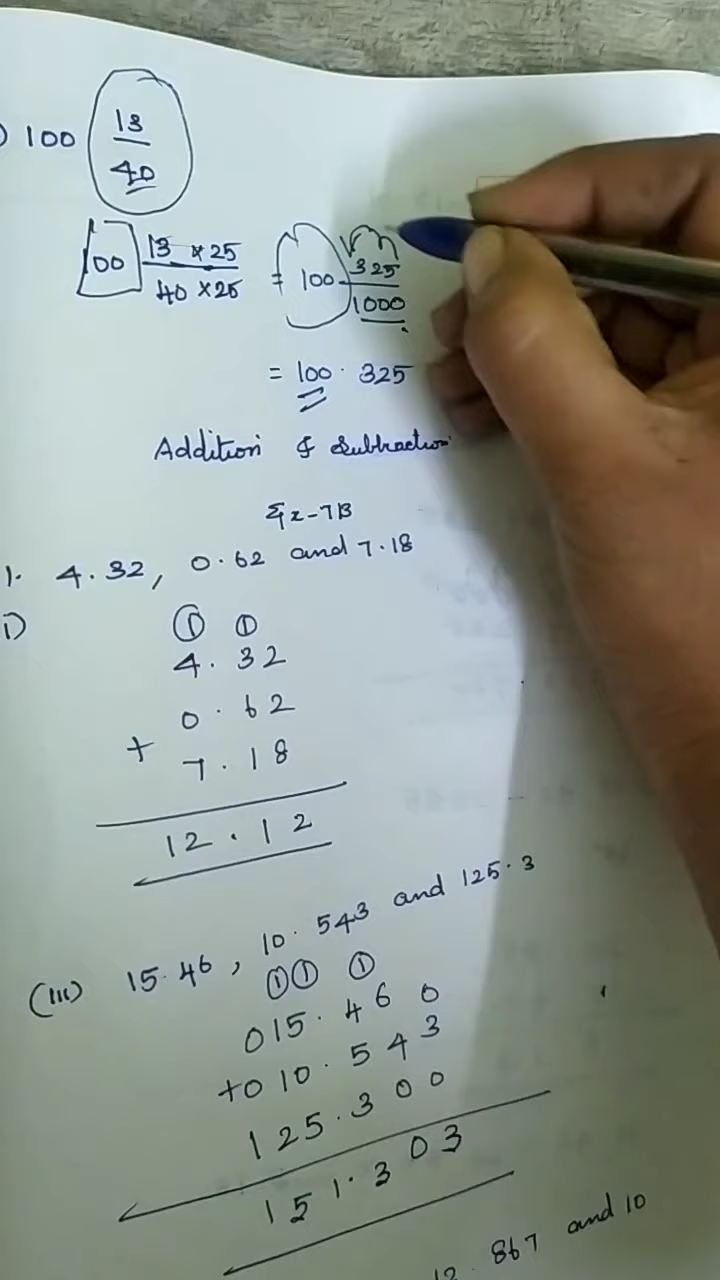 ) 100 13
40
100 13 × 25 = 100 325
40 × 25 1000
= 100.325
Addition & Subtraction
Ex-7B
1. 4.32, 0.62 and 7.18
i) 1 1
4.32
0.62
+ 7.18
12.12
(III) 15.46, 10.543 and 125.3
1 1 1
015.460
+010.543
125.300
151.303
12.867 and 10